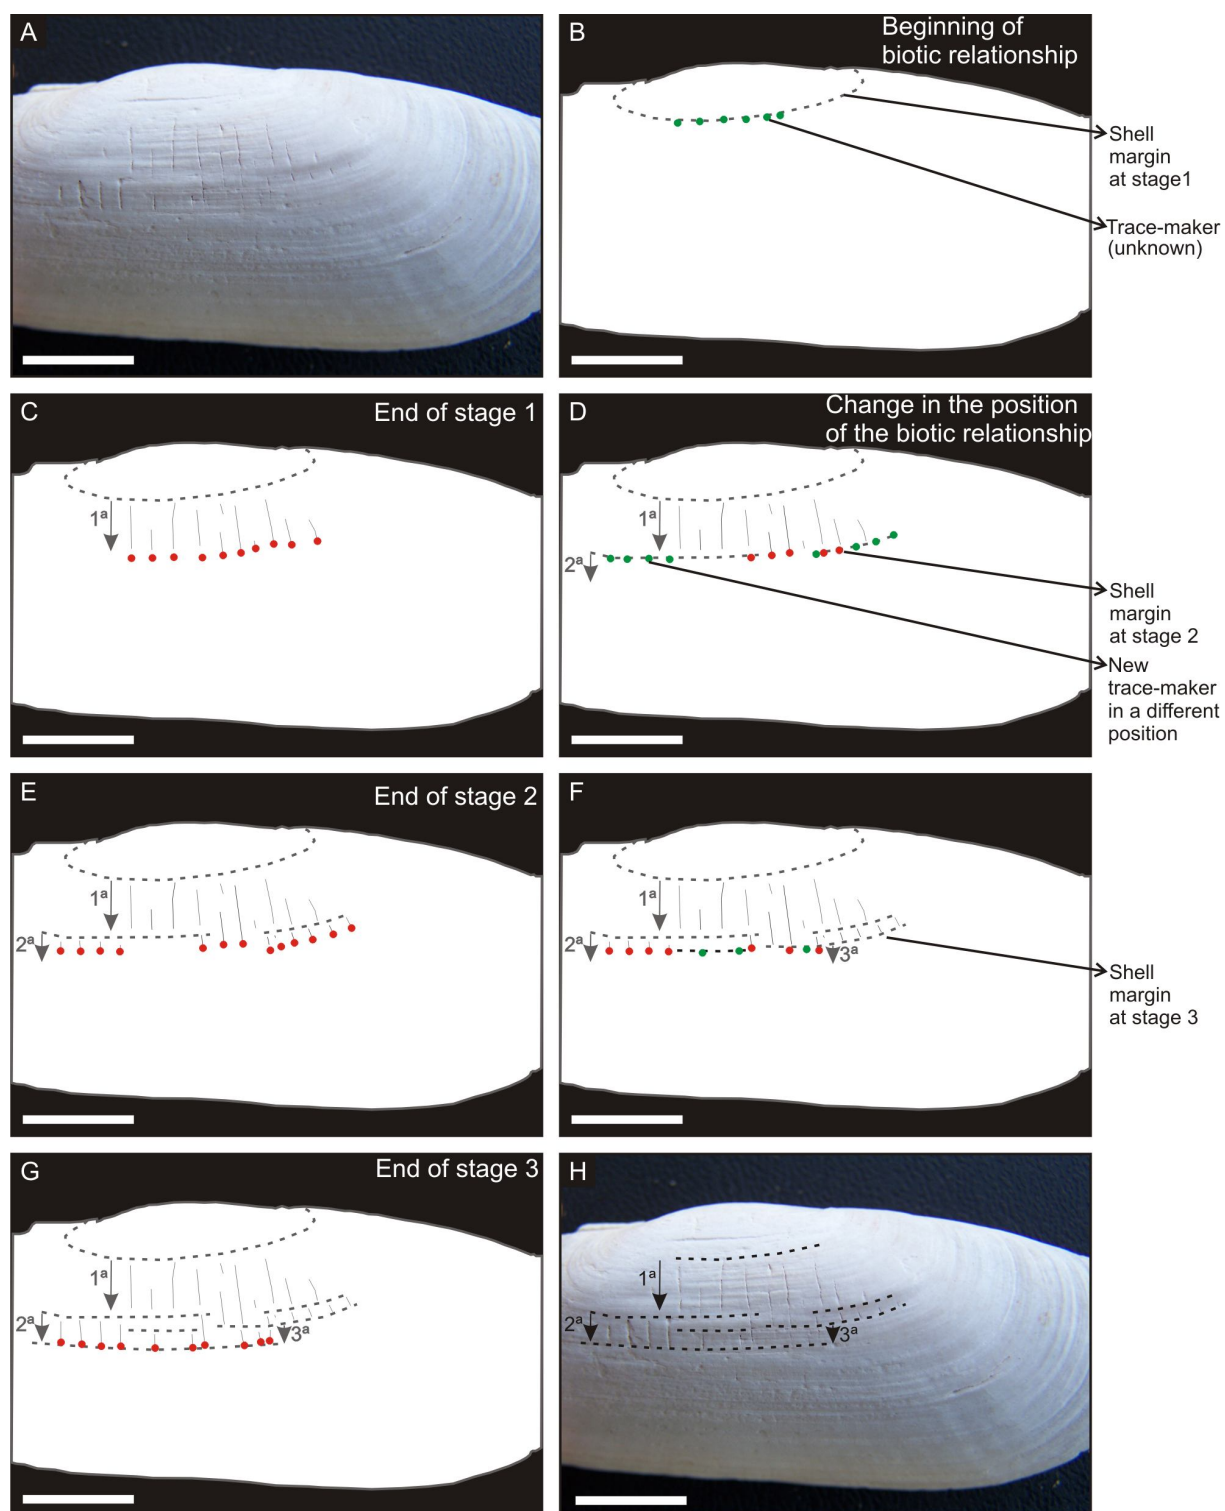 A
B
Beginning of
biotic relationship
Shell
margin
at stage1
Trace-maker
(unknown)
C
End of stage 1
1ª
D
Change in the position
of the biotic relationship
1ª
2ª
Shell
margin
at stage 2
New
trace-maker
in a different
position
E
End of stage 2
1ª
2ª
F
1ª
2ª
3ª
Shell
margin
at stage 3
G
End of stage 3
1ª
2ª
3ª
H
1ª
2ª
3ª